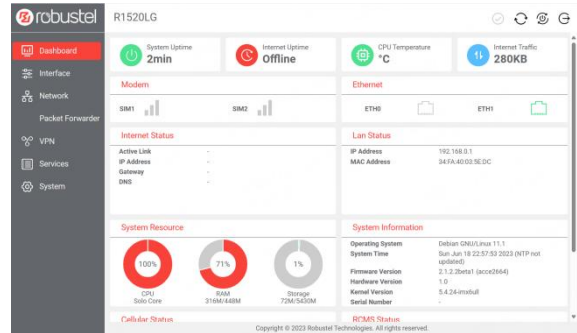 robustel
R1520LG
Dashboard
Interface
Network
Packet Forwarder
VPN
Services
System
System Uptime
2min
Internet Uptime
Offline
CPU Temperature
°C
Internet Traffic
280KB
Modem
SIM1
SIM2
Ethernet
ETH0
ETH1
Internet Status
Active Link -
IP Address -
Gateway
DNS -
Lan Status
IP Address 192.168.0.1
MAC Address 34:FA:40:03:5E:DC
System Resource
100%
CPU
Solo Core
71%
RAM
316M/448M
1%
Storage
72M/5430M
System Information
Operating System Debian GNU/Linux 11.1
System Time Sun Jun 18 22:57:53 2023 (NTP not
updated)
Firmware Version 2.1.2.2beta1 (acce2664)
Hardware Version 1.0
Kernel Version 5.4.24-imx6ull
Serial Number -
Cellular Status
RCMS Status
Copyright © 2023 Robustel Technologies. All rights reserved.